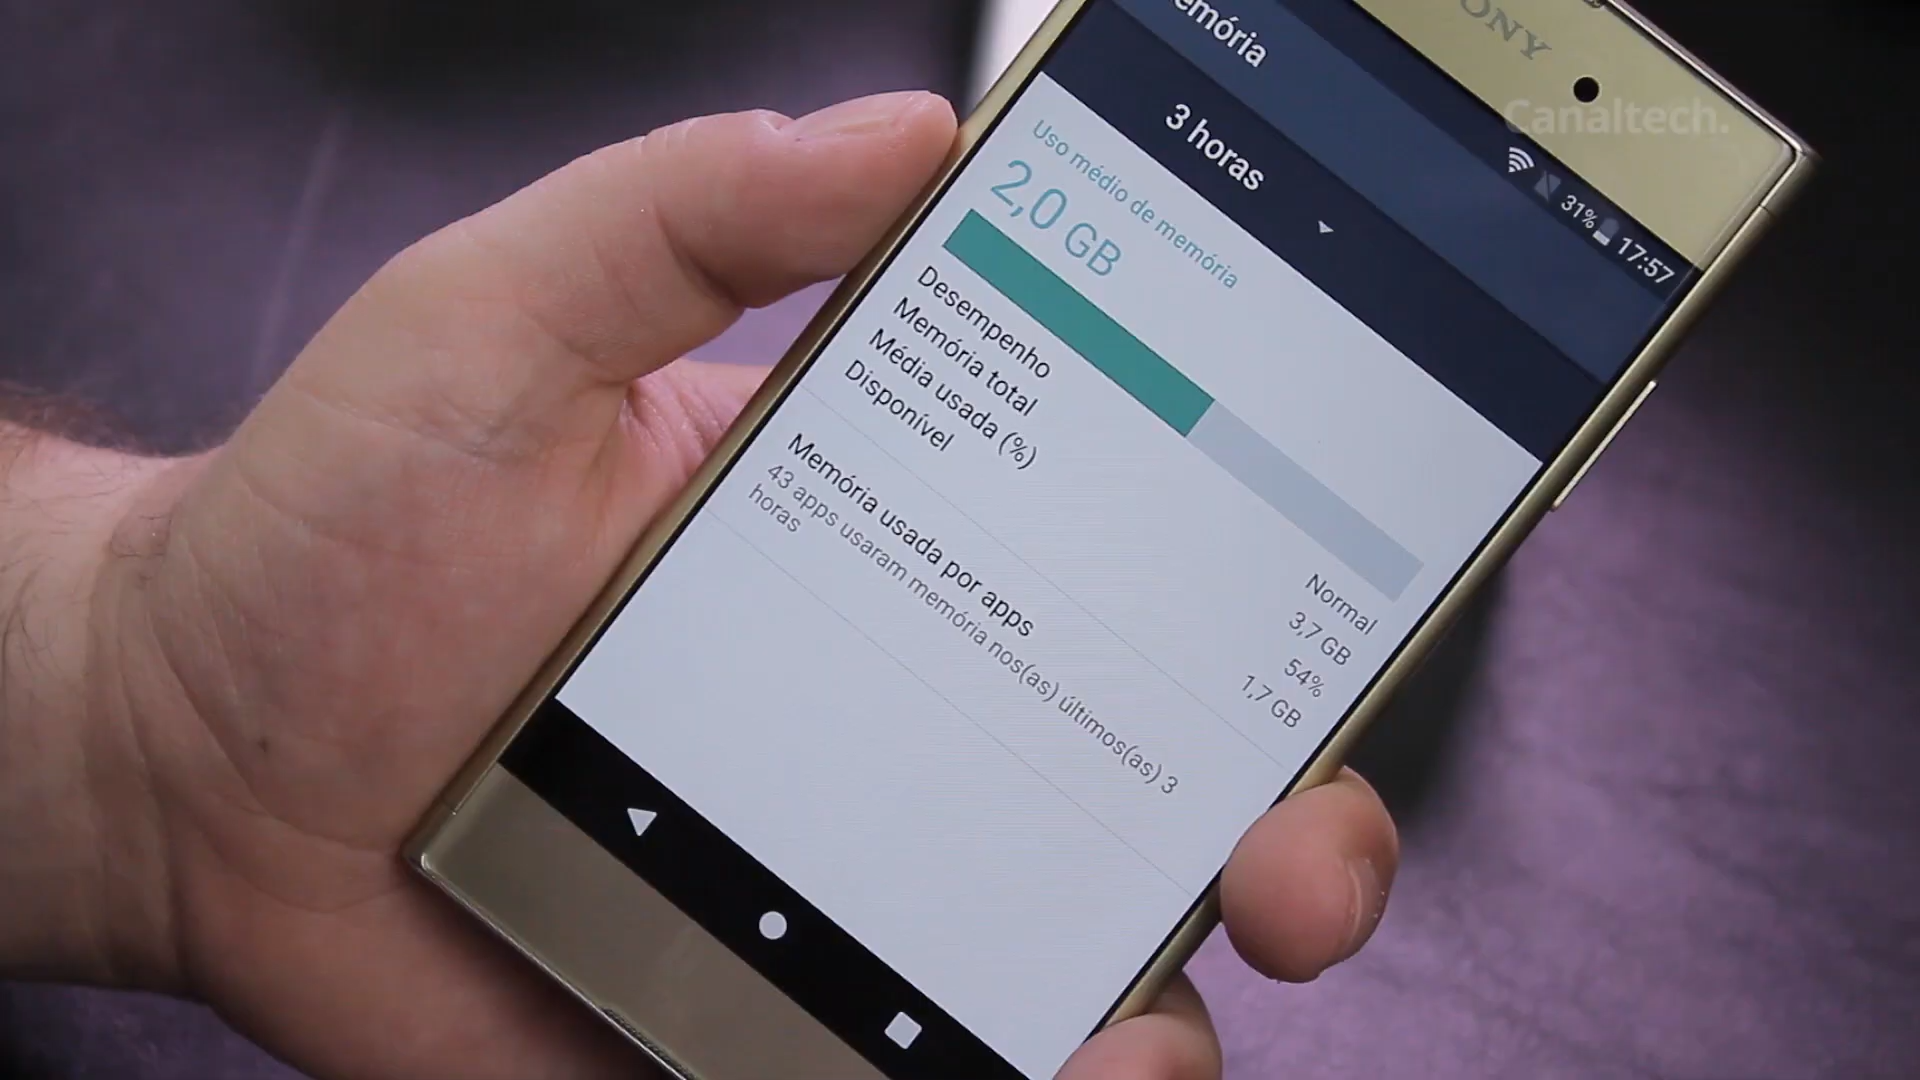 ONY
Canaltech.
31% 17:57
emória
3 horas
Uso médio de memória
2,0 GB
Desempenho Normal
Memória total 3,7 GB
Média usada (%) 54%
Disponível 1,7 GB
Memória usada por apps
43 apps usaram memória nos(as) últimos(as) 3
horas